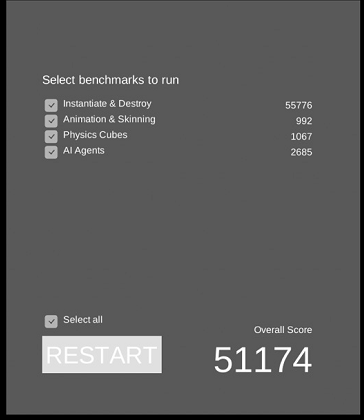 Select benchmarks to run
Instantiate & Destroy 55776
Animation & Skinning 992
Physics Cubes 1067
AI Agents 2685
Select all
Overall Score
RESTART 51174